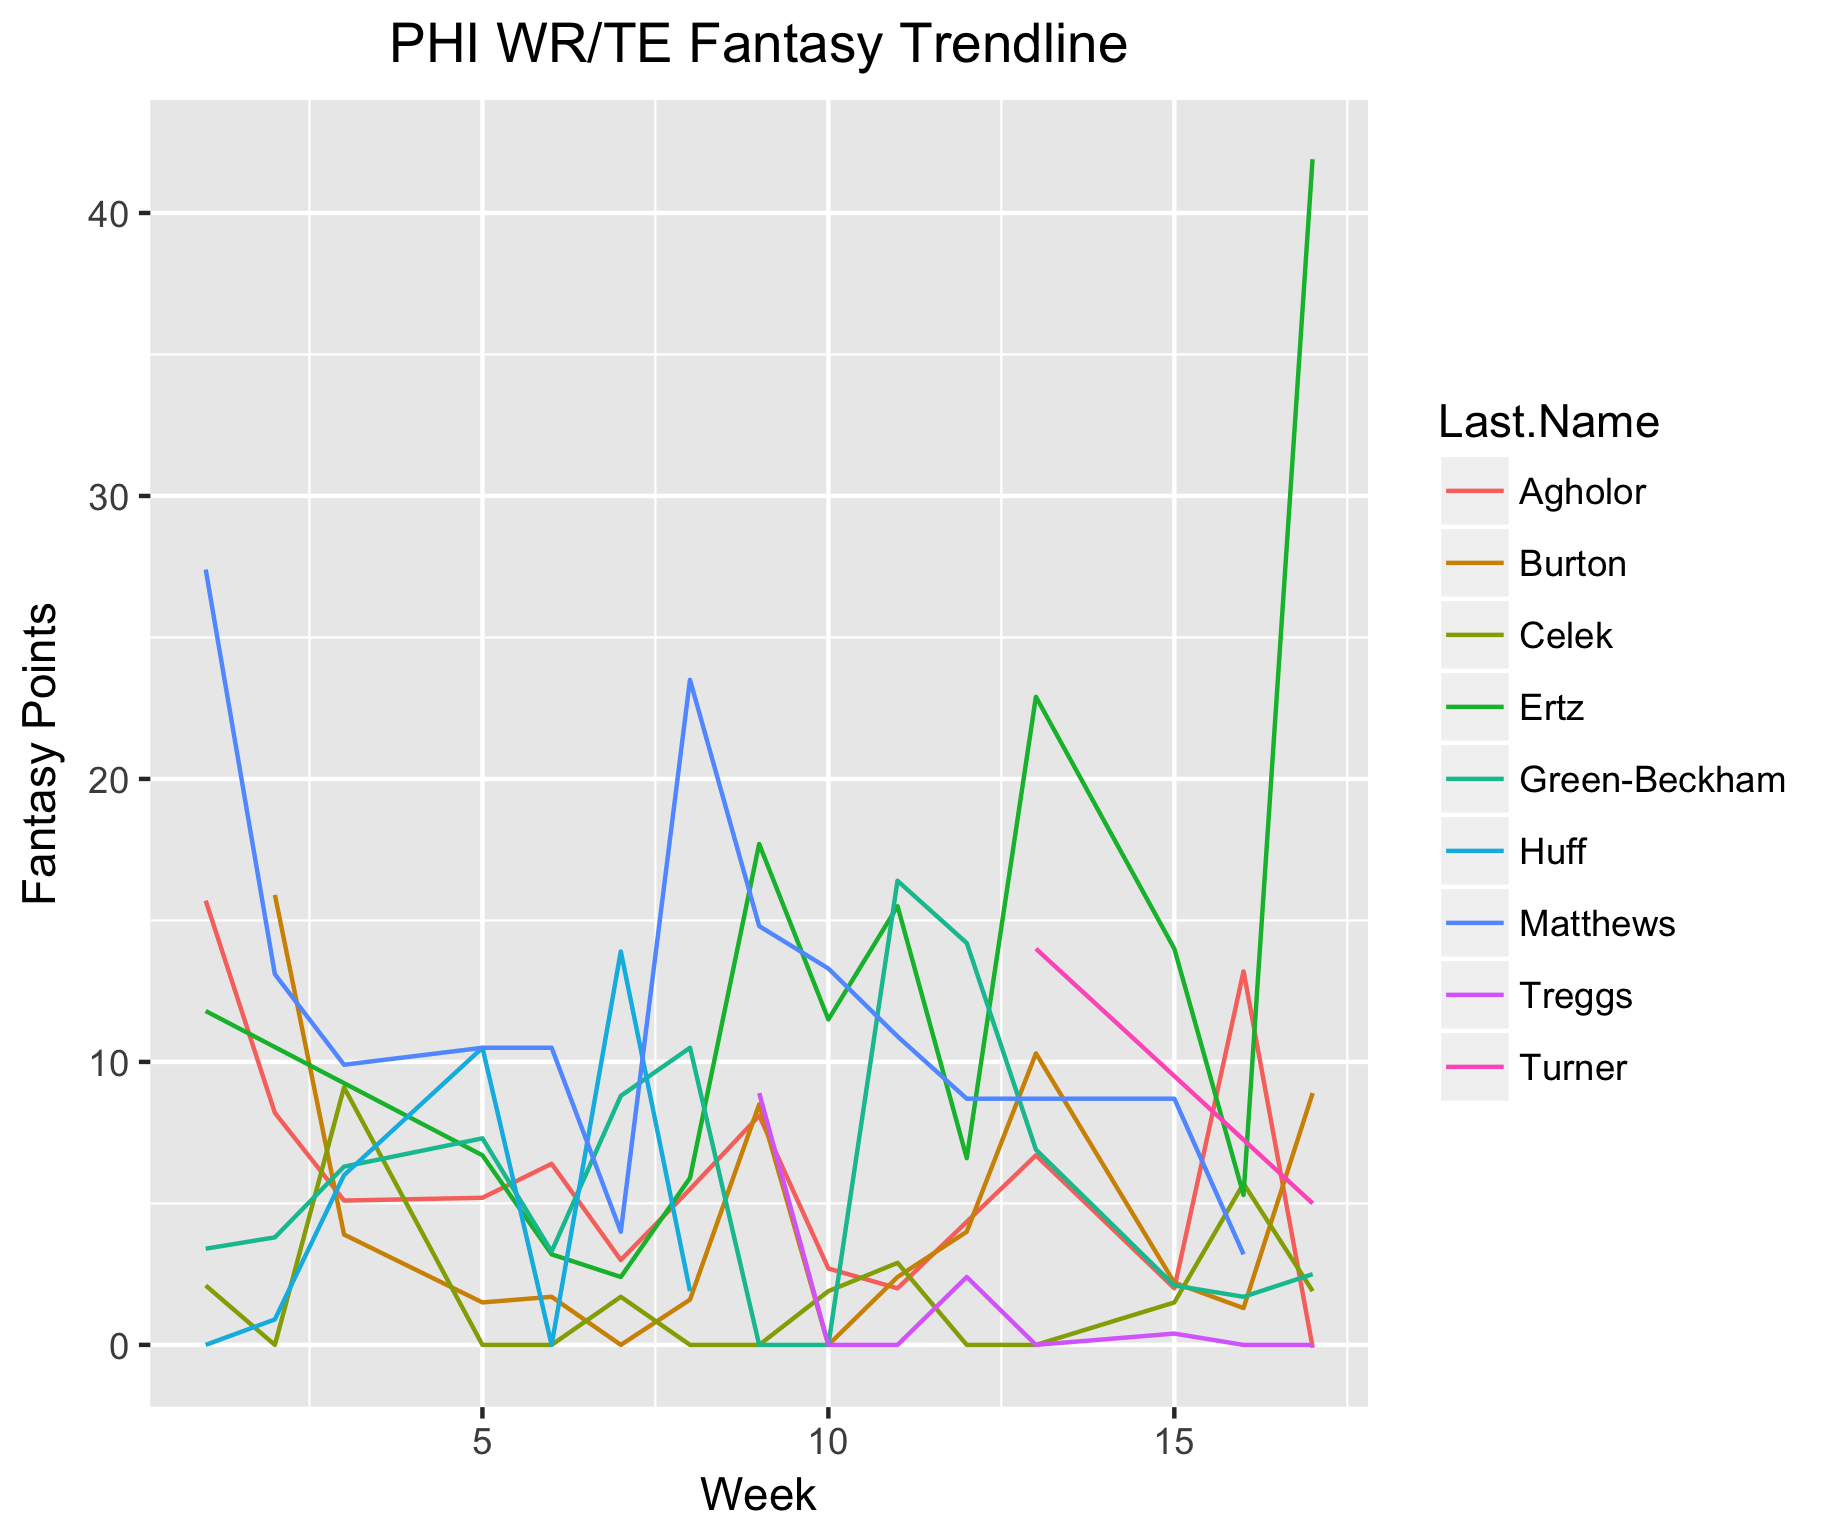 PHI WR/TE Fantasy Trendline
Fantasy Points
40
30
20
10
0
5 10 15
Week
Last.Name
Agholor
Burton
Celek
Ertz
Green-Beckham
Huff
Matthews
Treggs
Turner